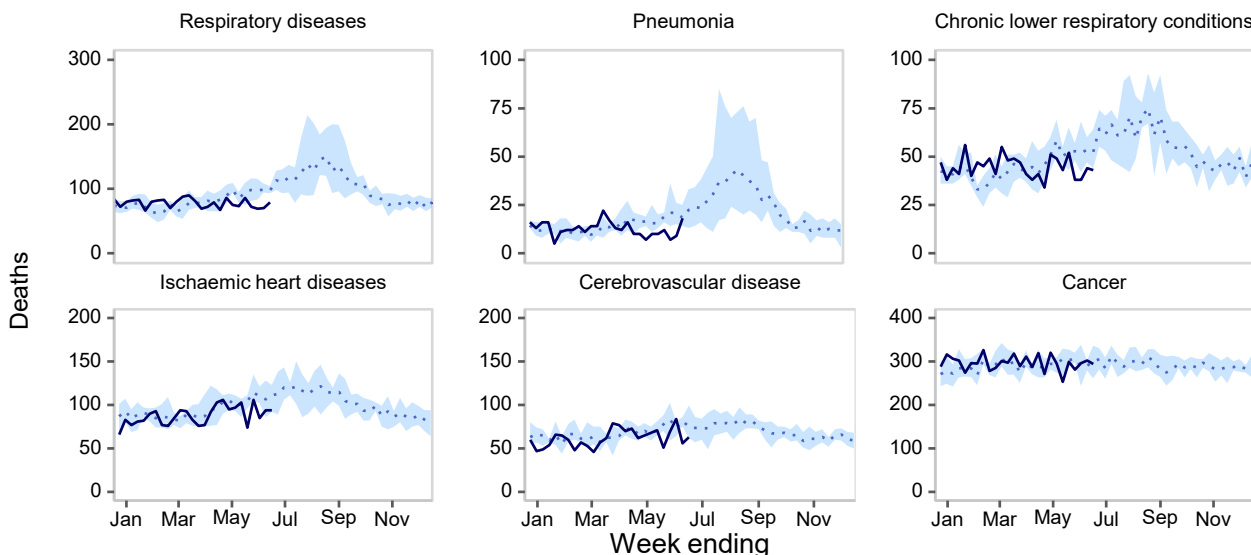 Respiratory diseases
Pneumonia
Chronic lower respiratory conditions
300
200
100
0
100
75
50
25
0
100
75
50
25
0
Deaths
Ischaemic heart diseases
Cerebrovascular disease
Cancer
200
150
100
50
0
200
150
100
50
0
400
300
200
100
0
Jan Mar May Jul Sep Nov
Jan Mar May Jul Sep Nov
Jan Mar May Jul Sep Nov
Week ending